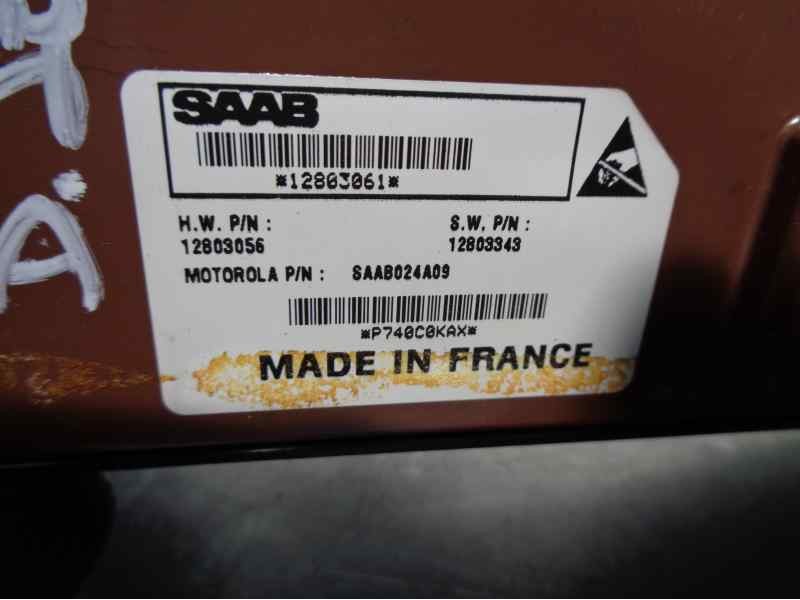 SAAB
*12803061*
H.W. P/N : S.W. P/N :
12803056 12803343
MOTOROLA P/N : SAAB024A09
*P740C0KAX*
MADE IN FRANCE